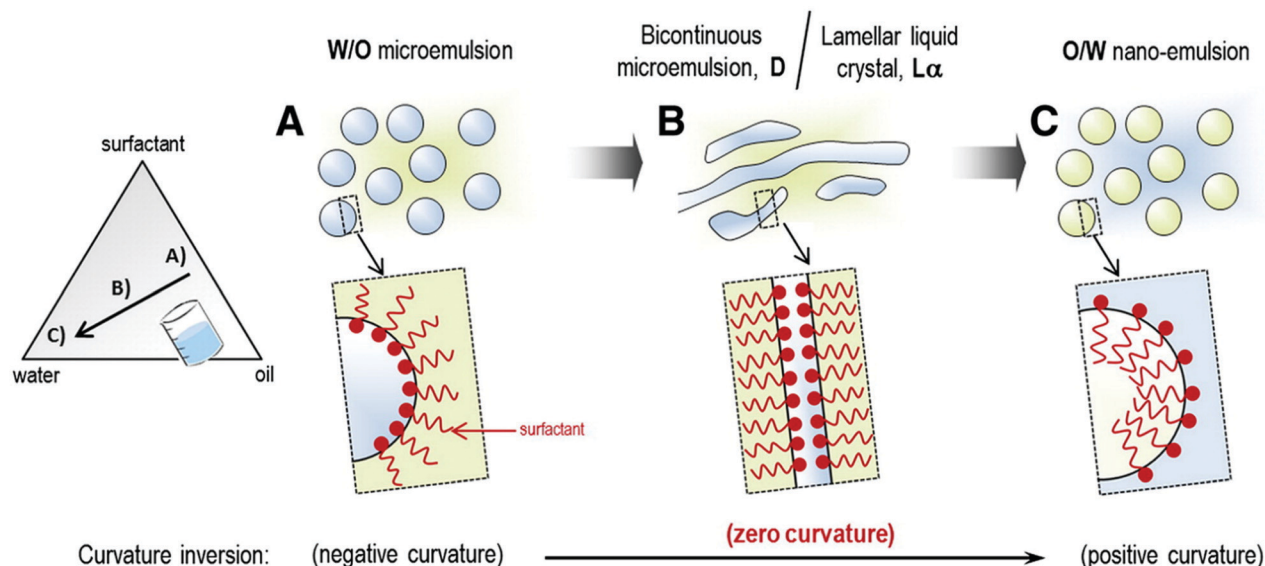 W/O microemulsion
Bicontinuous
microemulsion, D
Lamellar liquid
crystal, Lα
O/W nano-emulsion
A
B
C
surfactant
A)
B)
C)
water
oil
surfactant
Curvature inversion:
(negative curvature)
(zero curvature)
(positive curvature)